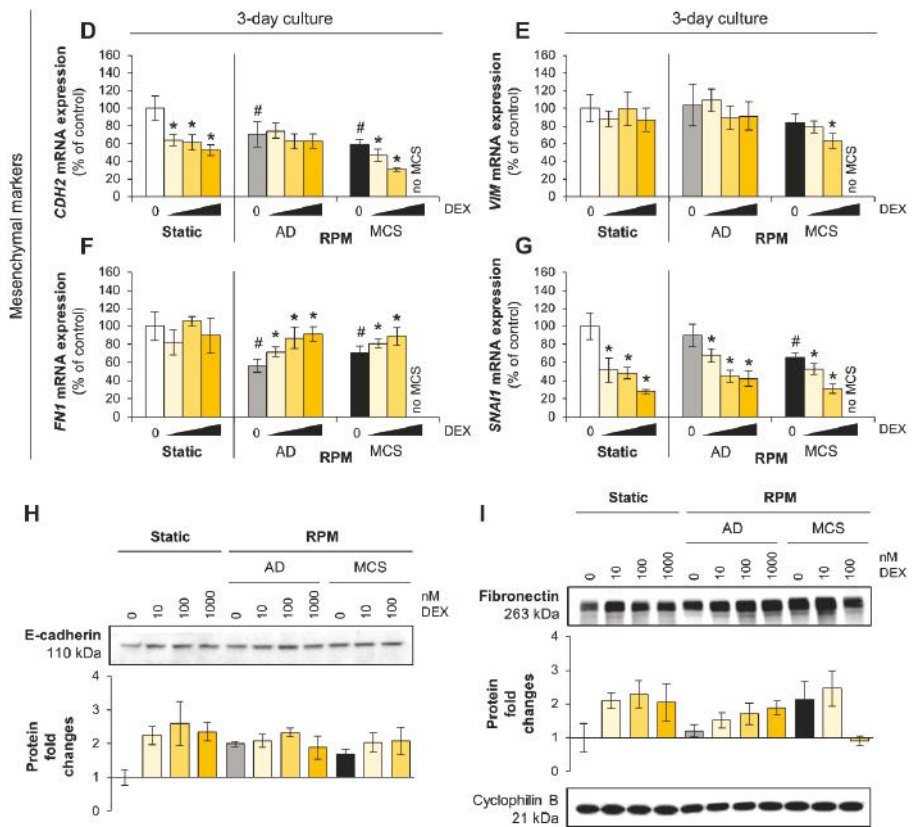 3-day culture
3-day culture
Mesenchymal markers
D
CDH2 mRNA expression
(% of control)
160
140
120
100
80
60
40
20
0
* * *
#
#
* *
no MCS
0
0
0
DEX
Static
AD
RPM
MCS
E
VIM mRNA expression
(% of control)
160
140
120
100
80
60
40
20
0
*
no MCS
0
0
0
DEX
Static
AD
RPM
MCS
F
FN1 mRNA expression
(% of control)
160
140
120
100
80
60
40
20
0
#
* * *
#
* *
no MCS
0
0
0
DEX
Static
AD
RPM
MCS
G
SNAI1 mRNA expression
(% of control)
160
140
120
100
80
60
40
20
0
* * *
* * *
#
* *
no MCS
0
0
0
DEX
Static
AD
RPM
MCS
H
Static
RPM
AD
MCS
0 10 100 1000 0 10 100 1000 0 10 100
nM
DEX
E-cadherin
110 kDa
Protein
fold
changes
4
3
2
1
0
I
Static
RPM
AD
MCS
0 10 100 1000 0 10 100 1000 0 10 100
nM
DEX
Fibronectin
263 kDa
Protein
fold
changes
4
3
2
1
0
Cyclophilin B
21 kDa